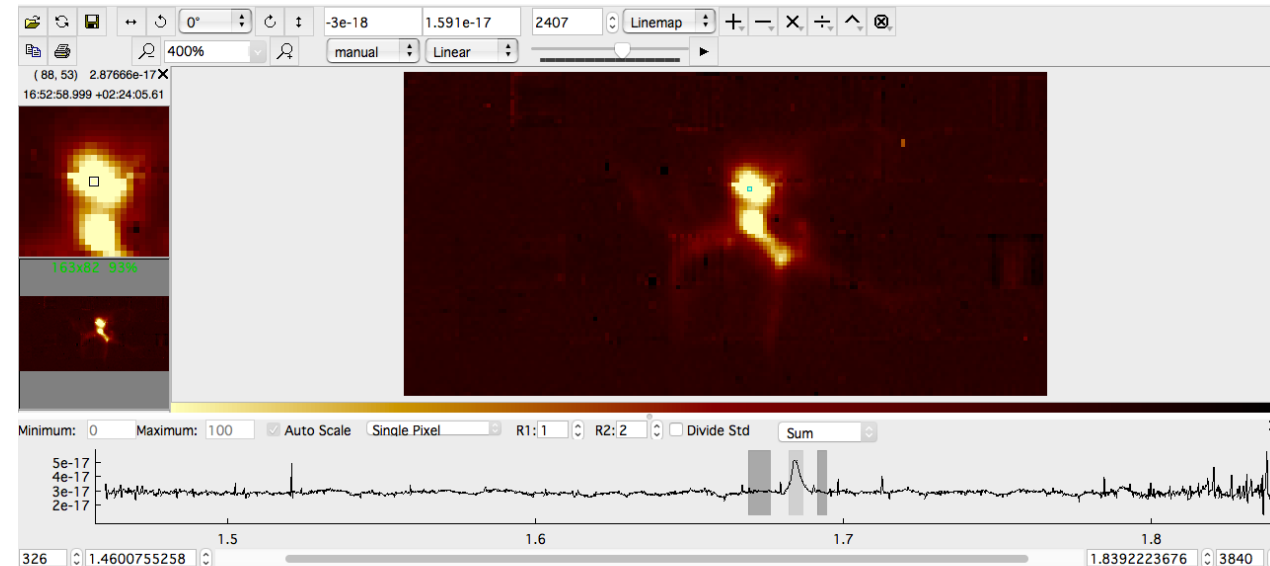 0° -3e-18 1.591e-17 2407 Linemap
400% manual Linear
( 88, 53) 2.87666e-17
16:52:58.999 +02:24:05.61
163x82 93%
Minimum: 0 Maximum: 100 Auto Scale Single Pixel R1: 1 R2: 2 Divide Std Sum
5e-17
4e-17
3e-17
2e-17
1.5 1.6 1.7 1.8
326 1.4600755258 1.8392223676 3840